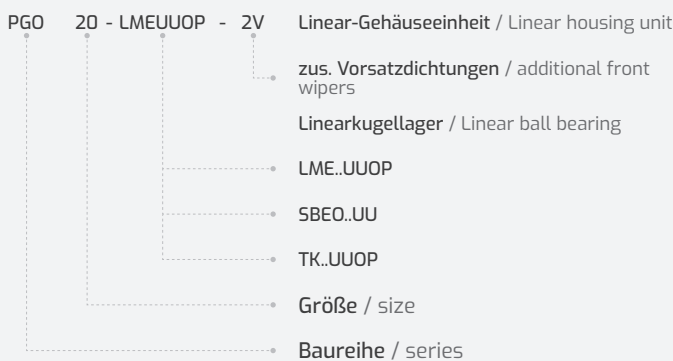 PGO 20 - LMEUUOP - 2V Linear-Gehäuseeinheit / Linear housing unit
zus. Vorsatzdichtungen / additional front
wipers
Linearkugellager / Linear ball bearing
LME..UUOP
SBEO..UU
TK..UUOP
Größe / size
Baureihe / series